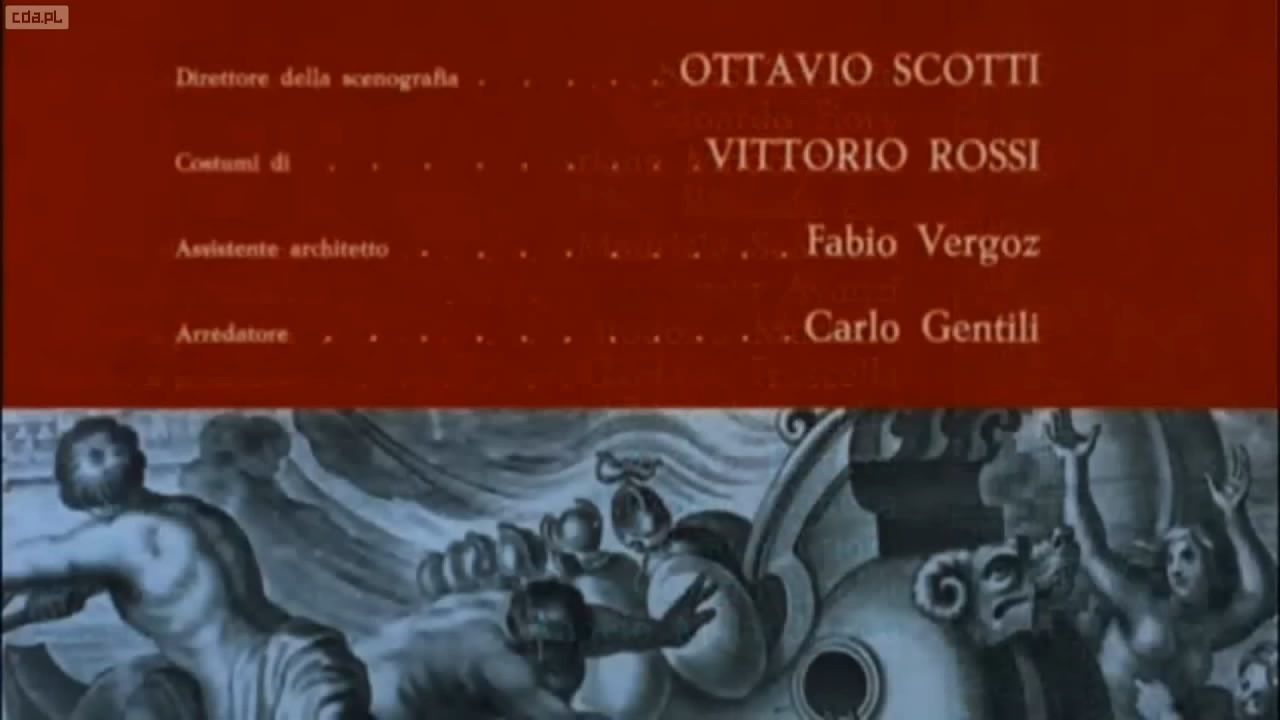 cda.pl
Direttore della scenografia . . . . . OTTAVIO SCOTTI
Costumi di . . . . . . . . . VITTORIO ROSSI
Assistente architetto . . . . . . . . . Fabio Vergoz
Arredatore . . . . . . . . . . . Carlo Gentili